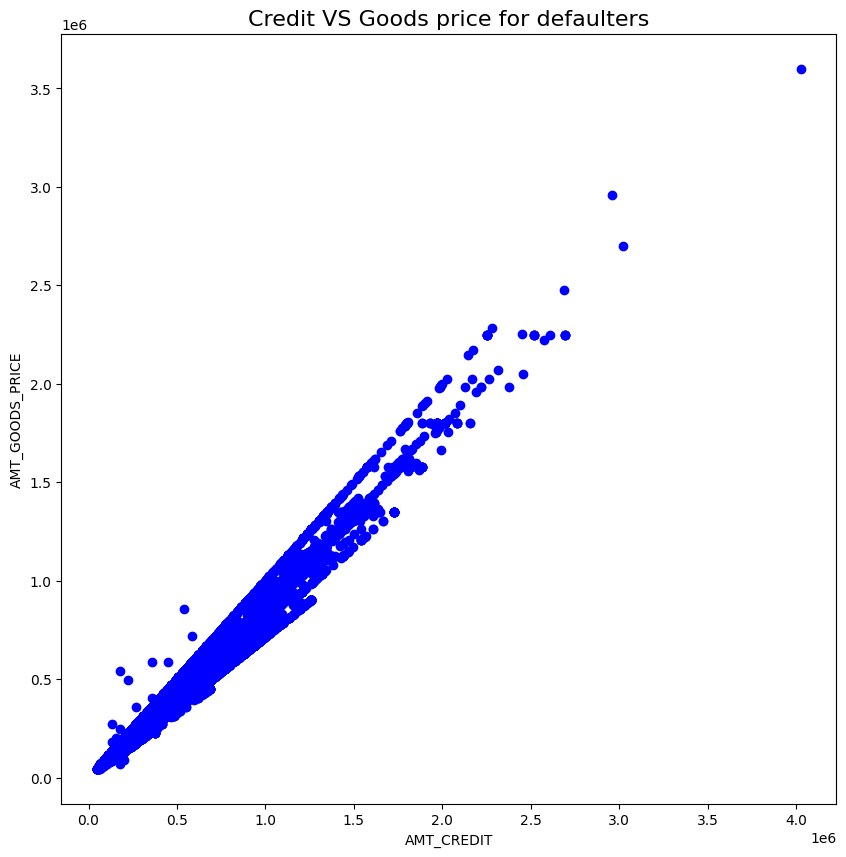 Credit VS Goods price for defaulters
1e6
3.5
3.0
2.5
2.0
1.5
1.0
0.5
0.0
AMT_GOODS_PRICE
0.0 0.5 1.0 1.5 2.0 2.5 3.0 3.5 4.0
1e6
AMT_CREDIT